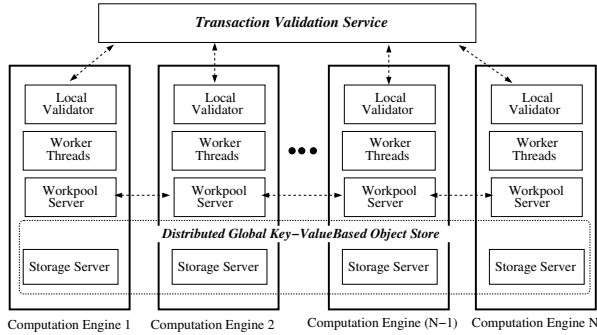 Transaction Validation Service
Local
Validator
Local
Validator
Local
Validator
Local
Validator
Worker
Threads
Worker
Threads
Worker
Threads
Worker
Threads
Workpool
Server
Workpool
Server
Workpool
Server
Workpool
Server
Distributed Global Key-ValueBased Object Store
Storage Server
Storage Server
Storage Server
Storage Server
Computation Engine 1
Computation Engine 2
Computation Engine (N-1)
Computation Engine N